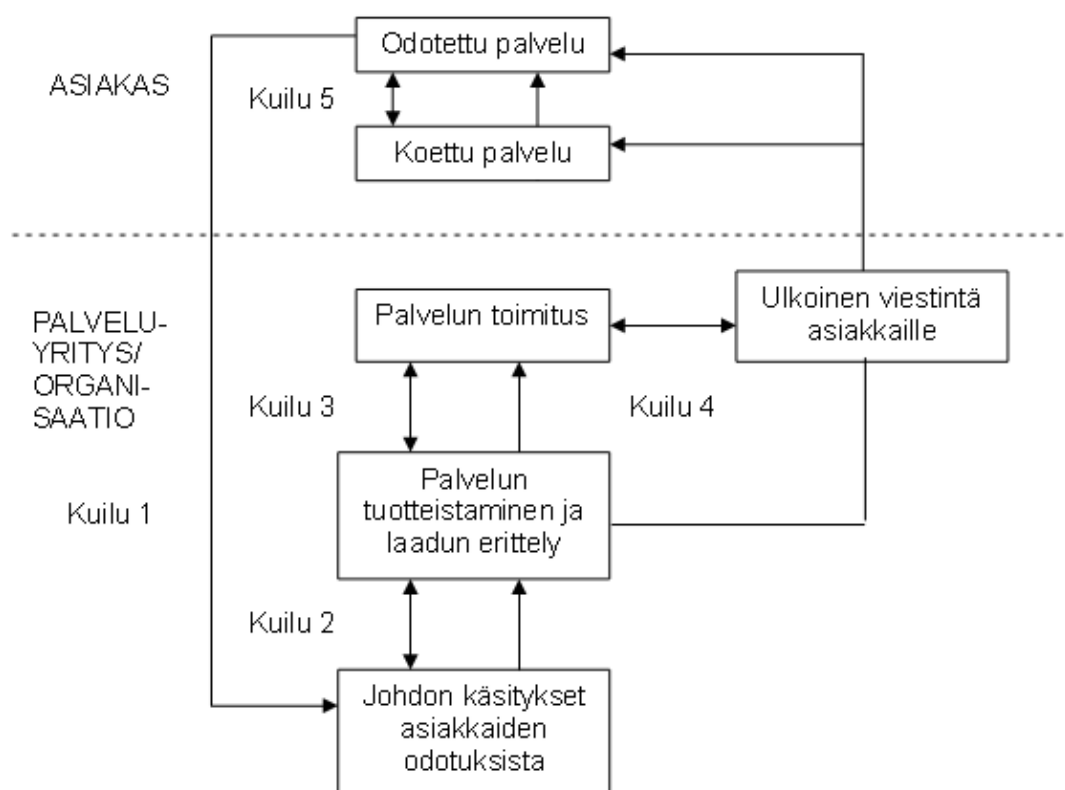 Odotettu palvelu
ASIAKAS
Kuilu 5
Koettu palvelu
Ulkoinen viestintä
asiakkaille
Palvelun toimitus
PALVELU-
YRITYS/
ORGANI-
SAATIO
Kuilu 3
Kuilu 4
Palvelun
tuotteistaminen ja
laadun erittely
Kuilu 1
Kuilu 2
Johdon käsitykset
asiakkaiden
odotuksista